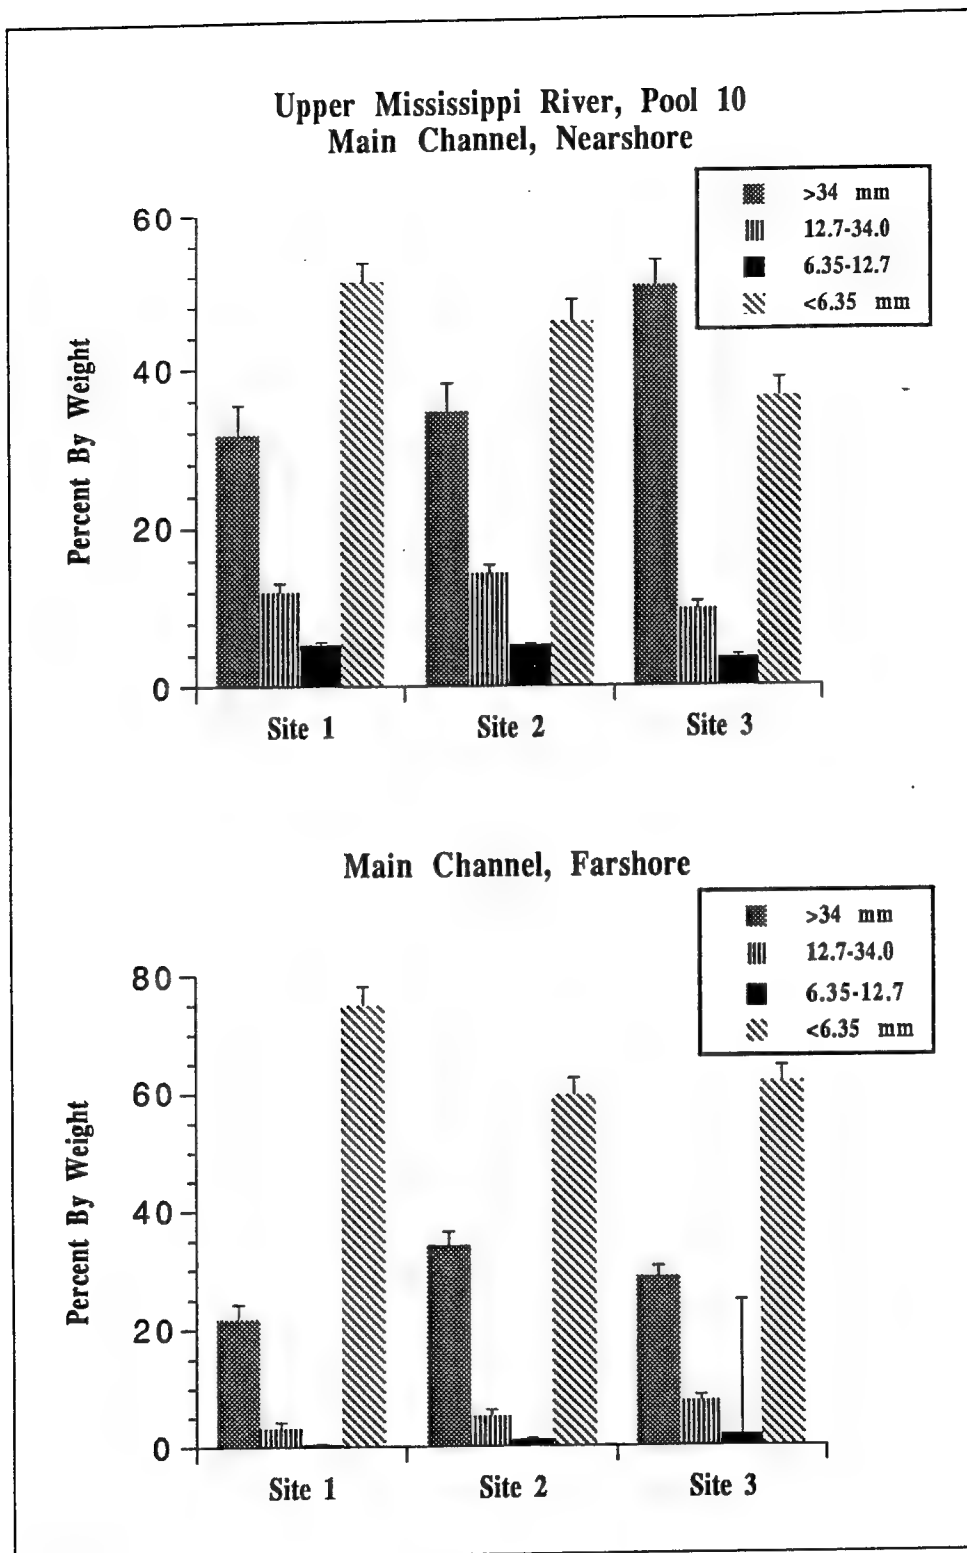 Upper Mississippi River, Pool 10
Main Channel, Nearshore
>34 mm
12.7-34.0
6.35-12.7
<6.35 mm
60
40
20
0
Percent By Weight
Site 1
Site 2
Site 3
Main Channel, Farshore
>34 mm
12.7-34.0
6.35-12.7
<6.35 mm
80
60
40
20
0
Percent By Weight
Site 1
Site 2
Site 3